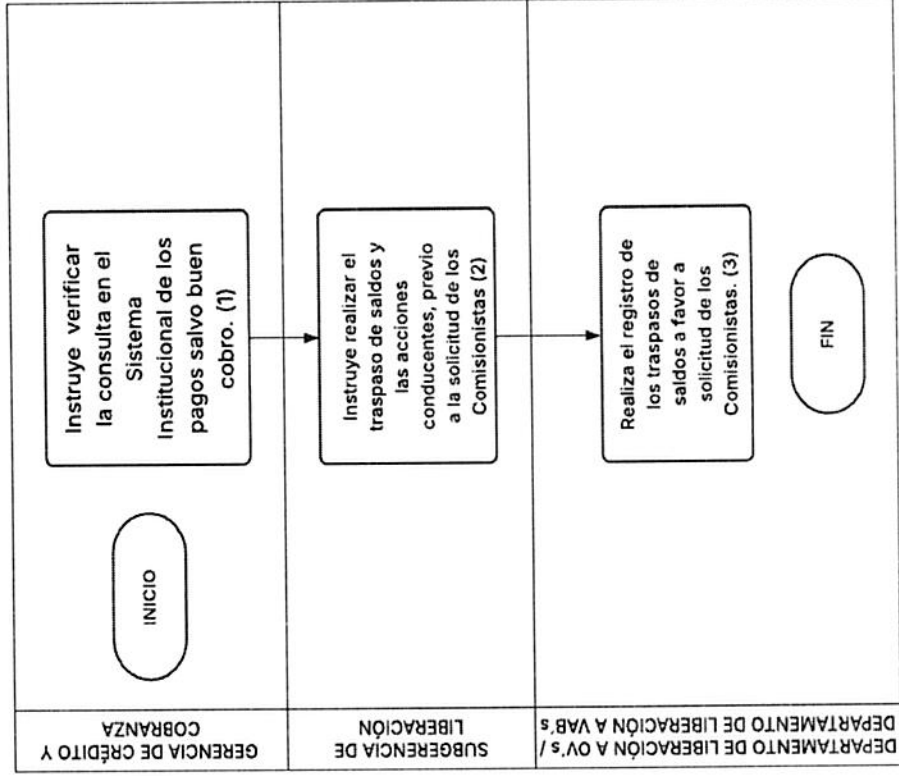 GERENCIA DE CRÉDITO Y
COBRANZA
INICIO
Instruye verificar
la consulta en el
Sistema
Institucional de los
pagos salvo buen
cobro. (1)
SUBGERENCIA DE
LIBERACIÓN
Instruye realizar el
traspaso de saldos y
las acciones
conducentes, previo
a la solicitud de los
Comisionistas (2)
DEPARTAMENTO DE LIBERACIÓN A OV's /
DEPARTAMENTO DE LIBERACIÓN A VAB's
Realiza el registro de
los traspasos de
saldos a favor a
solicitud de los
Comisionistas. (3)
FIN